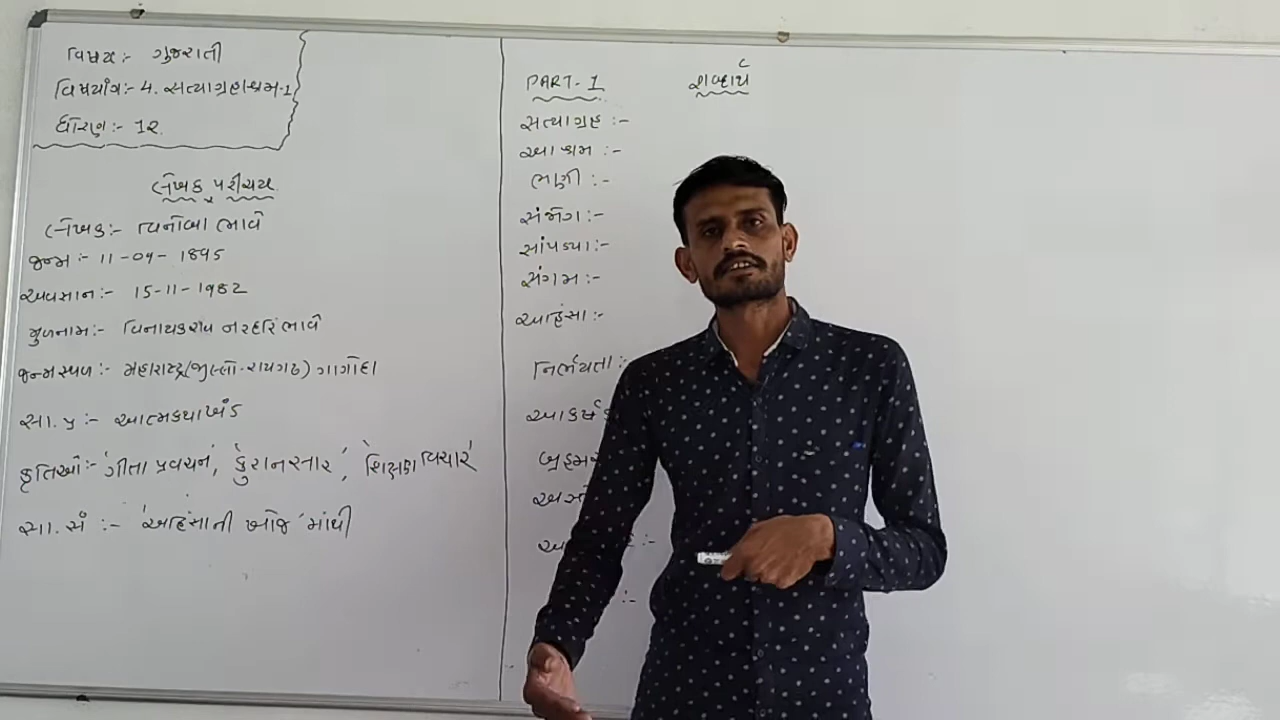 વિષય:- ગુજરાતી
વિષયાંગ:- 4. સત્યાગ્રહાશ્રમ-1
ધોરણ:- 12.
લેખક પરીચય
લેખક:- વિનોબા ભાવે
જન્મ:- 11-09-1895
અવસાન:- 15-11-1982
મુળનામ:- વિનાયકરાવ નરહરિ ભાવે
જન્મસ્થળ:- મહારાષ્ટ્ર(જીલ્લો-રાયગઢ) ગાગોદા
સા. પ્ર:- આત્મકથાખંડ
કૃતિઓ:- 'ગીતા પ્રવચન', 'કુરાનસાર', 'શિક્ષણ વિચાર'
સા. સં:- 'અહિંસાની ખોજ' માંથી
PART-1 શબ્દાર્થ
સત્યાગ્રહ:-
આશ્રમ:-
ભણી:-
સંજોગ:-
સાંપડ્યા:-
સંગમ:-
અહિંસા:-
નિર્ભયતા:-